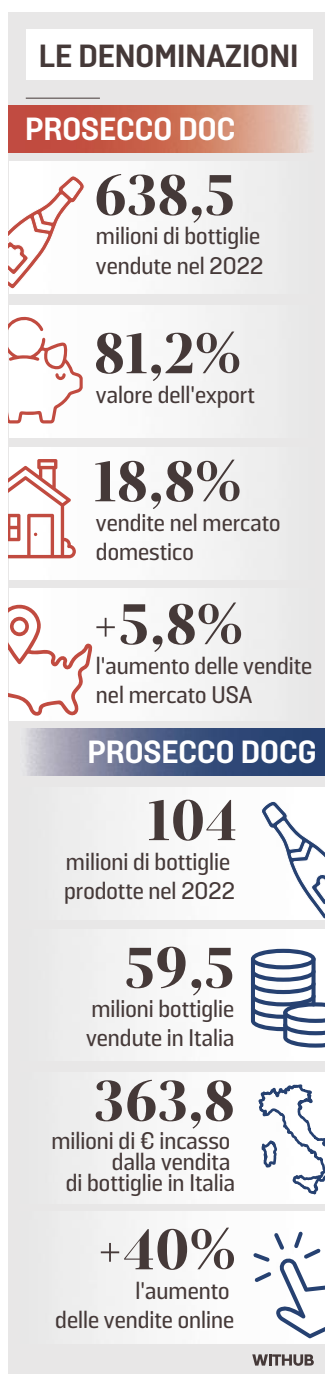 LE DENOMINAZIONI
PROSECCO DOC
638,5
milioni di bottiglie
vendute nel 2022
81,2%
valore dell'export
18,8%
vendite nel mercato
domestico
+5,8%
l'aumento delle vendite
nel mercato USA
PROSECCO DOCG
104
milioni di bottiglie
prodotte nel 2022
59,5
milioni bottiglie
vendute in Italia
363,8
milioni di € incasso
dalla vendita
di bottiglie in Italia
+40%
l'aumento
delle vendite online
WITHUB